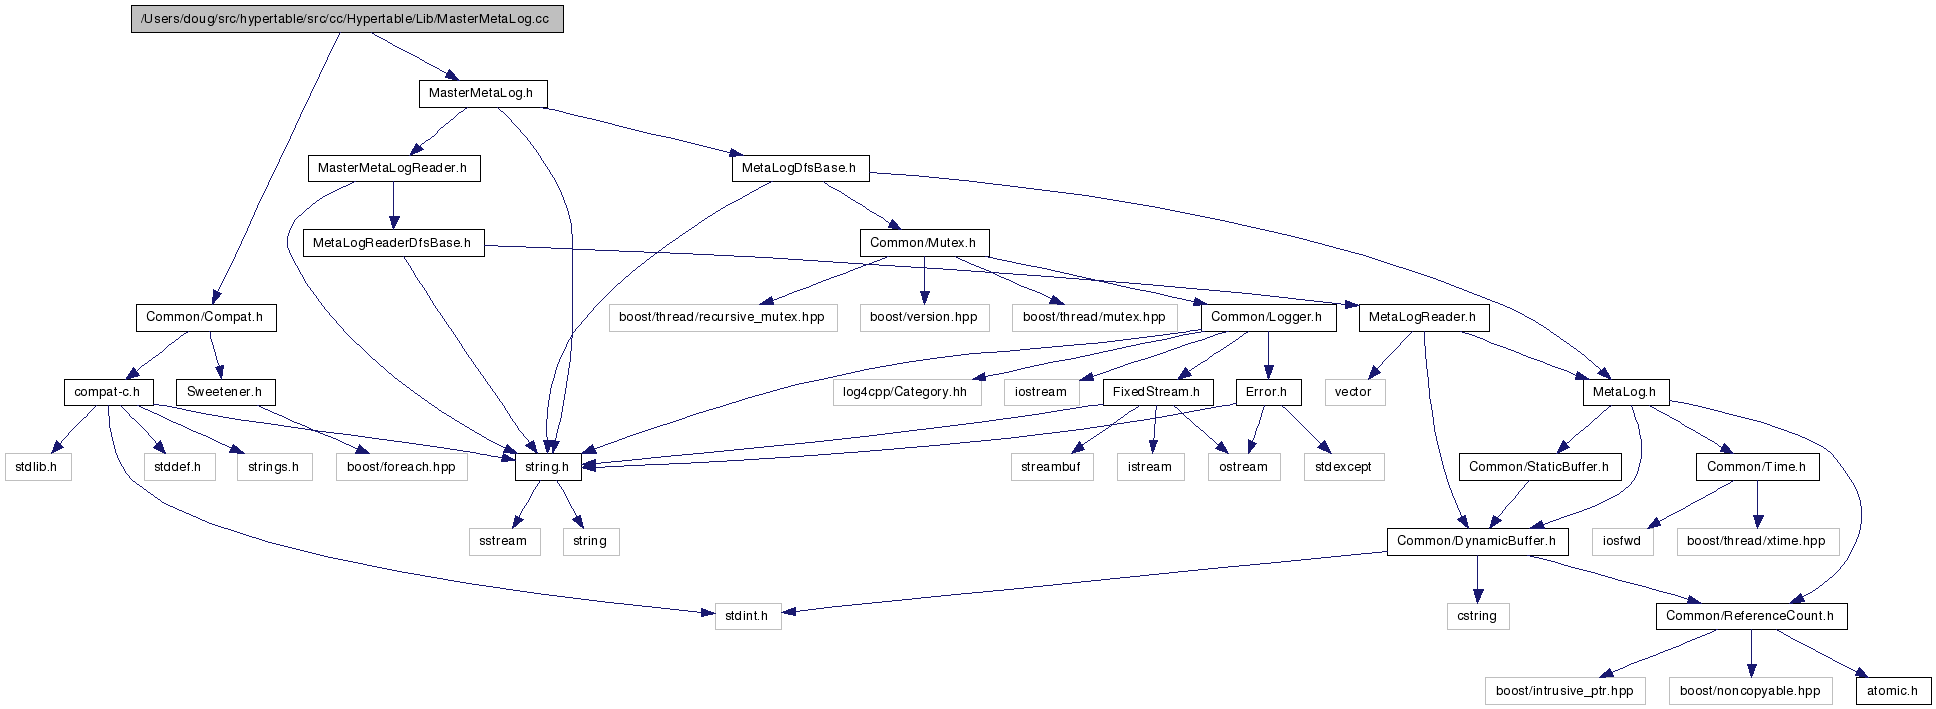 /Users/doug/src/hypertable/src/cc/Hypertable/Lib/MasterMetaLog.cc
MasterMetaLog.h
MasterMetaLogReader.h
MetaLogDfsBase.h
MetaLogReaderDfsBase.h
Common/Mutex.h
Common/Compat.h
boost/thread/recursive_mutex.hpp
boost/version.hpp
boost/thread/mutex.hpp
Common/Logger.h
MetaLogReader.h
compat-c.h
Sweetener.h
log4cpp/Category.hh
iostream
FixedStream.h
Error.h
vector
MetaLog.h
stdlib.h
stddef.h
strings.h
boost/foreach.hpp
string.h
streambuf
istream
ostream
stdexcept
Common/StaticBuffer.h
Common/Time.h
sstream
string
Common/DynamicBuffer.h
iosfwd
boost/thread/xtime.hpp
stdint.h
cstring
Common/ReferenceCount.h
boost/intrusive_ptr.hpp
boost/noncopyable.hpp
atomic.h